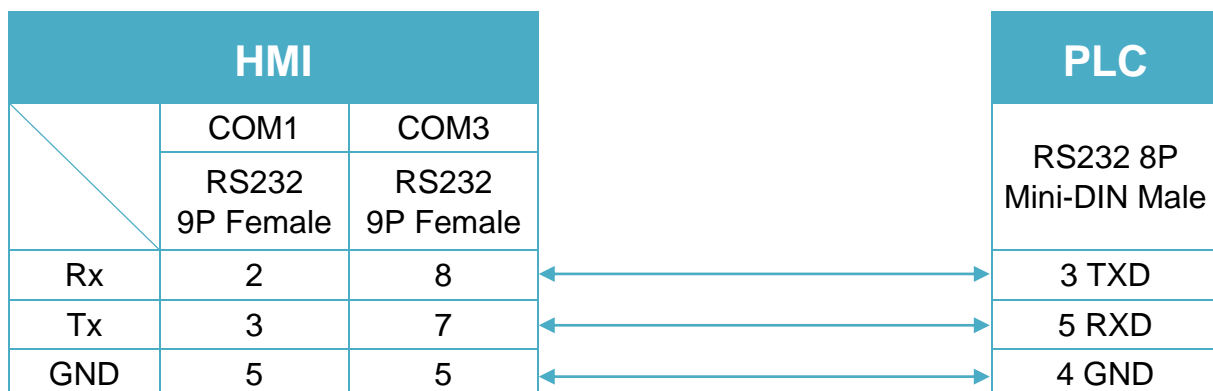 HMI PLC
COM1 COM3
RS232 9P Female RS232 9P Female RS232 8P Mini-DIN Male
Rx 2 8 3 TXD
Tx 3 7 5 RXD
GND 5 5 4 GND